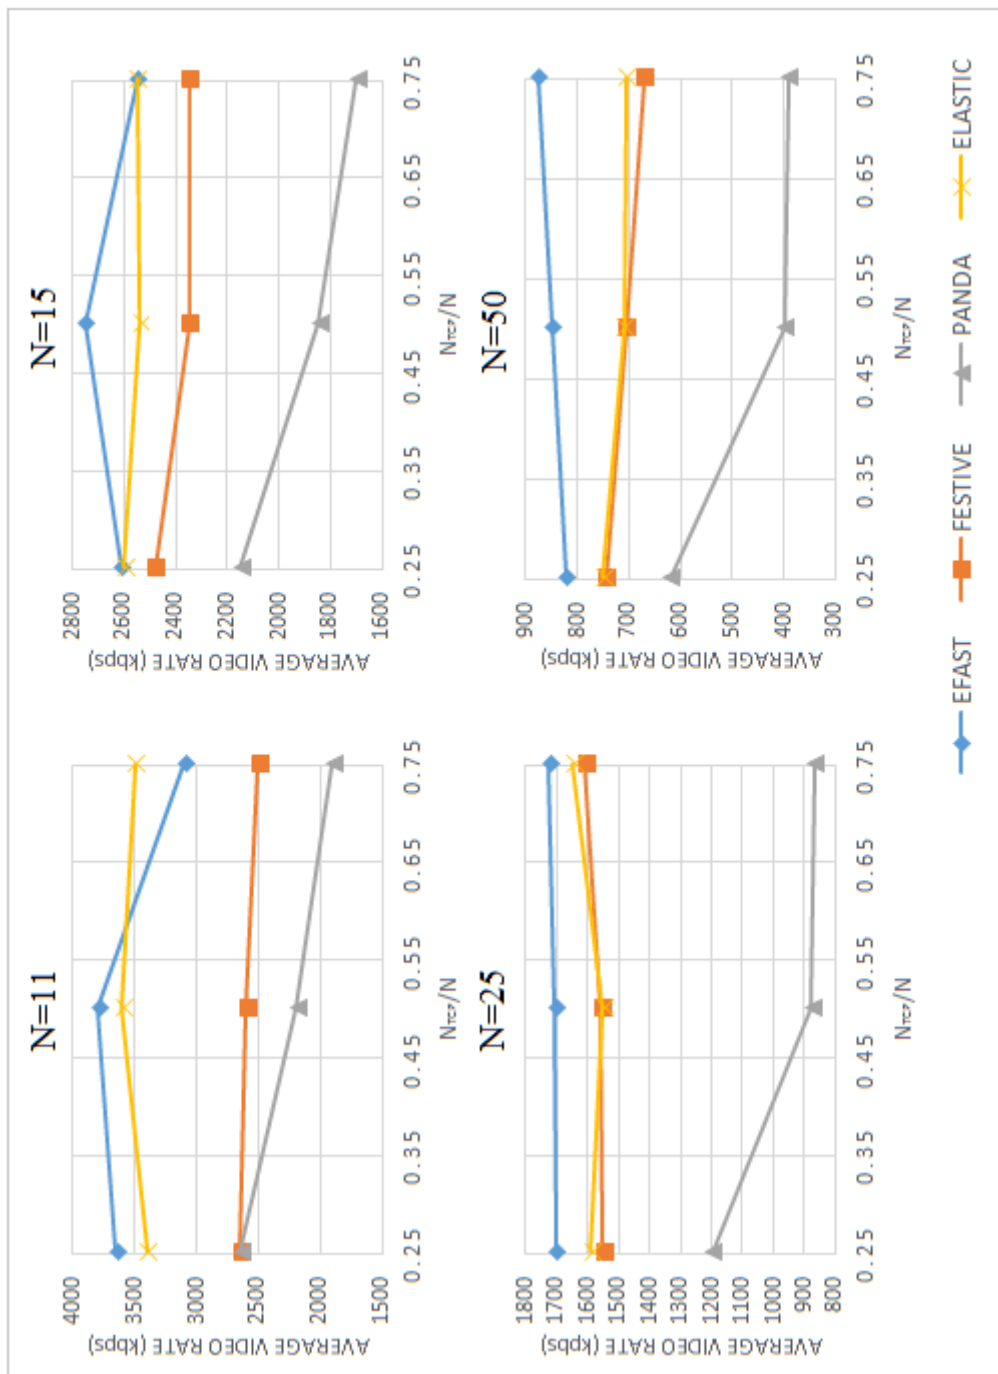 N=11
AVERAGE VIDEO RATE (kbps)
4000
3500
3000
2500
2000
1500
0.25 0.35 0.45 0.55 0.65 0.75
NTCP/N
N=15
AVERAGE VIDEO RATE (kbps)
2800
2600
2400
2200
2000
1800
1600
0.25 0.35 0.45 0.55 0.65 0.75
NTCP/N
N=25
AVERAGE VIDEO RATE (kbps)
1800
1700
1600
1500
1400
1300
1200
1100
1000
900
800
0.25 0.35 0.45 0.55 0.65 0.75
NTCP/N
N=50
AVERAGE VIDEO RATE (kbps)
900
800
700
600
500
400
300
0.25 0.35 0.45 0.55 0.65 0.75
NTCP/N
EFAST FESTIVE PANDA ELASTIC